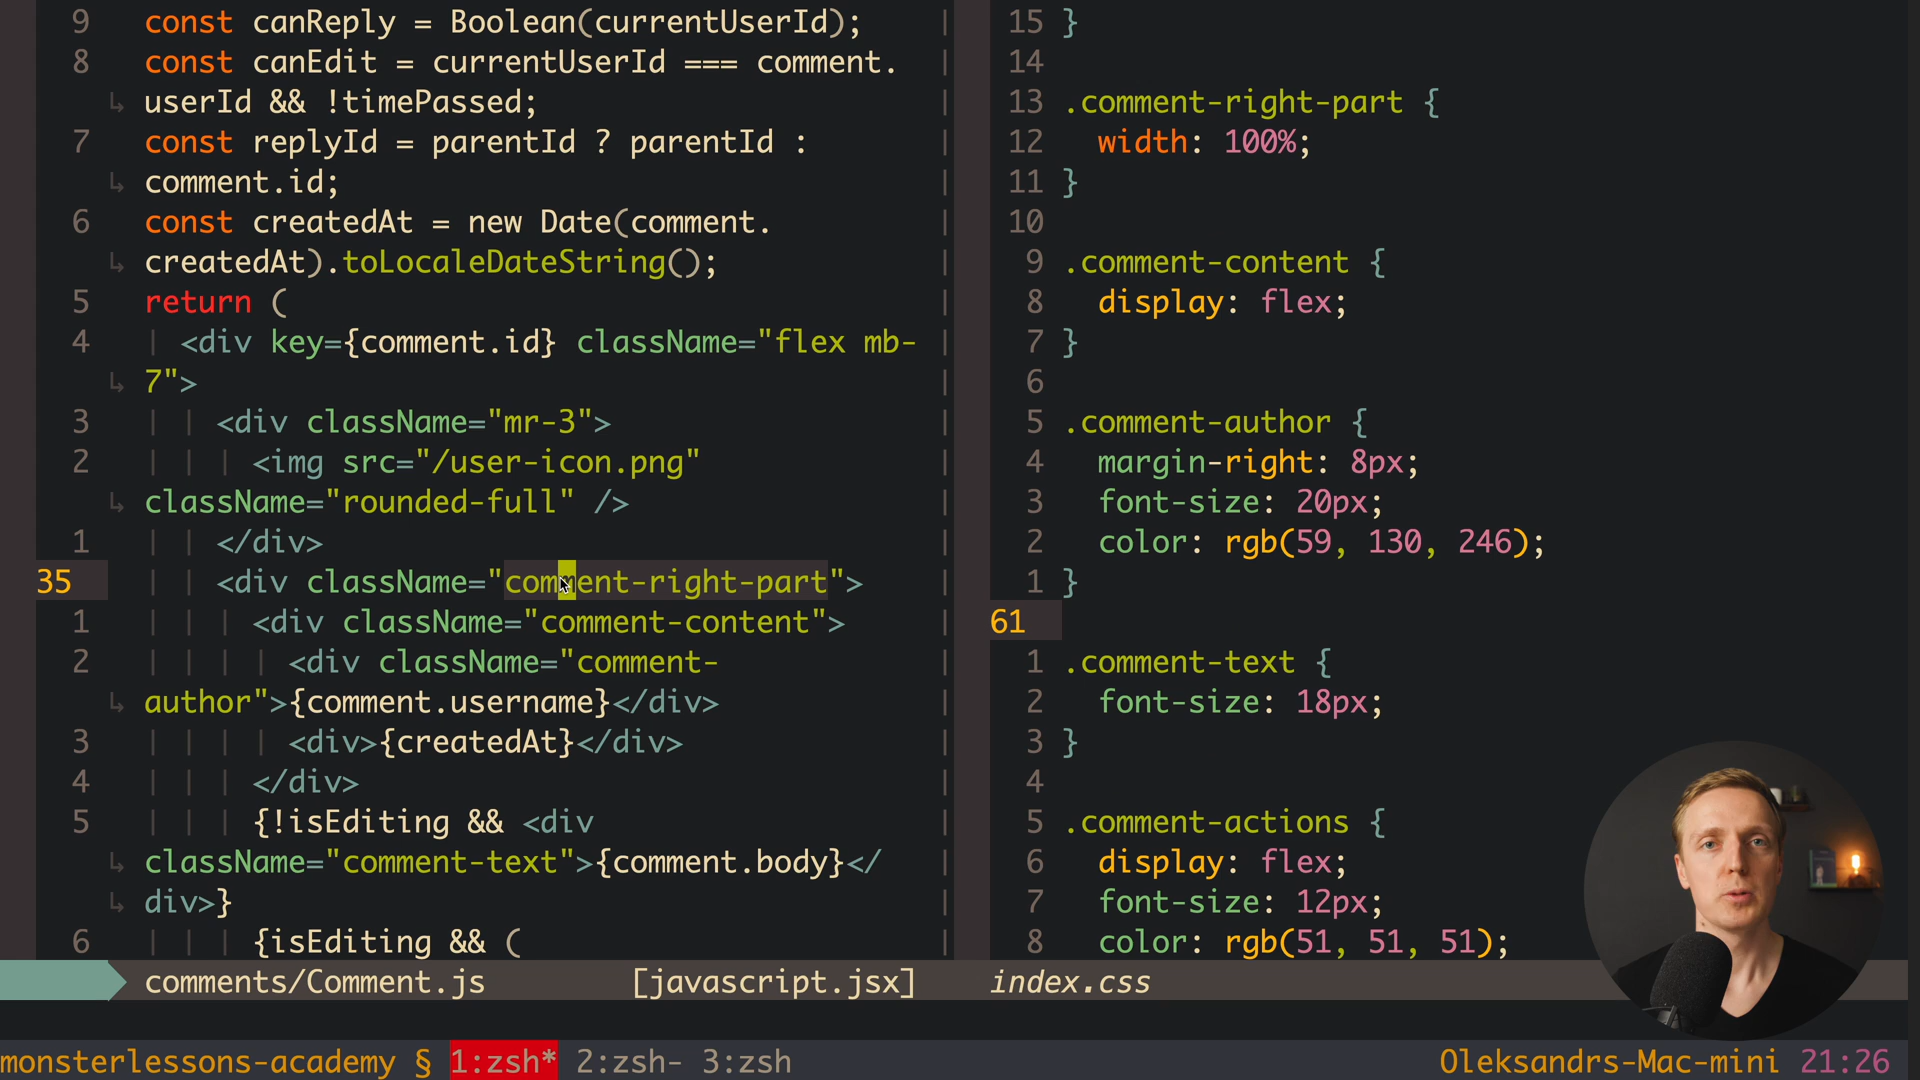 9 const canReply = Boolean(currentUserId);
8 const canEdit = currentUserId === comment.
↳ userId && !timePassed;
7 const replyId = parentId ? parentId :
↳ comment.id;
6 const createdAt = new Date(comment.
↳ createdAt).toLocaleDateString();
5 return (
4 | <div key={comment.id} className="flex mb-
↳ 7">
3 | | <div className="mr-3">
2 | | | <img src="/user-icon.png"
↳ className="rounded-full" />
1 | | </div>
35 | | <div className="comment-right-part">
1 | | | <div className="comment-content">
2 | | | | <div className="comment-
↳ author">{comment.username}</div>
3 | | | | <div>{createdAt}</div>
4 | | | </div>
5 | | | {!isEditing && <div
↳ className="comment-text">{comment.body}</
↳ div>}
6 | | | {isEditing && (
15 }
14
13 .comment-right-part {
12 width: 100%;
11 }
10
9 .comment-content {
8 display: flex;
7 }
6
5 .comment-author {
4 margin-right: 8px;
3 font-size: 20px;
2 color: rgb(59, 130, 246);
1 }
61
1 .comment-text {
2 font-size: 18px;
3 }
4
5 .comment-actions {
6 display: flex;
7 font-size: 12px;
8 color: rgb(51, 51, 51);
comments/Comment.js [javascript.jsx] index.css
monsterlessons-academy § 1:zsh* 2:zsh- 3:zsh Oleksandrs-Mac-mini 21:26